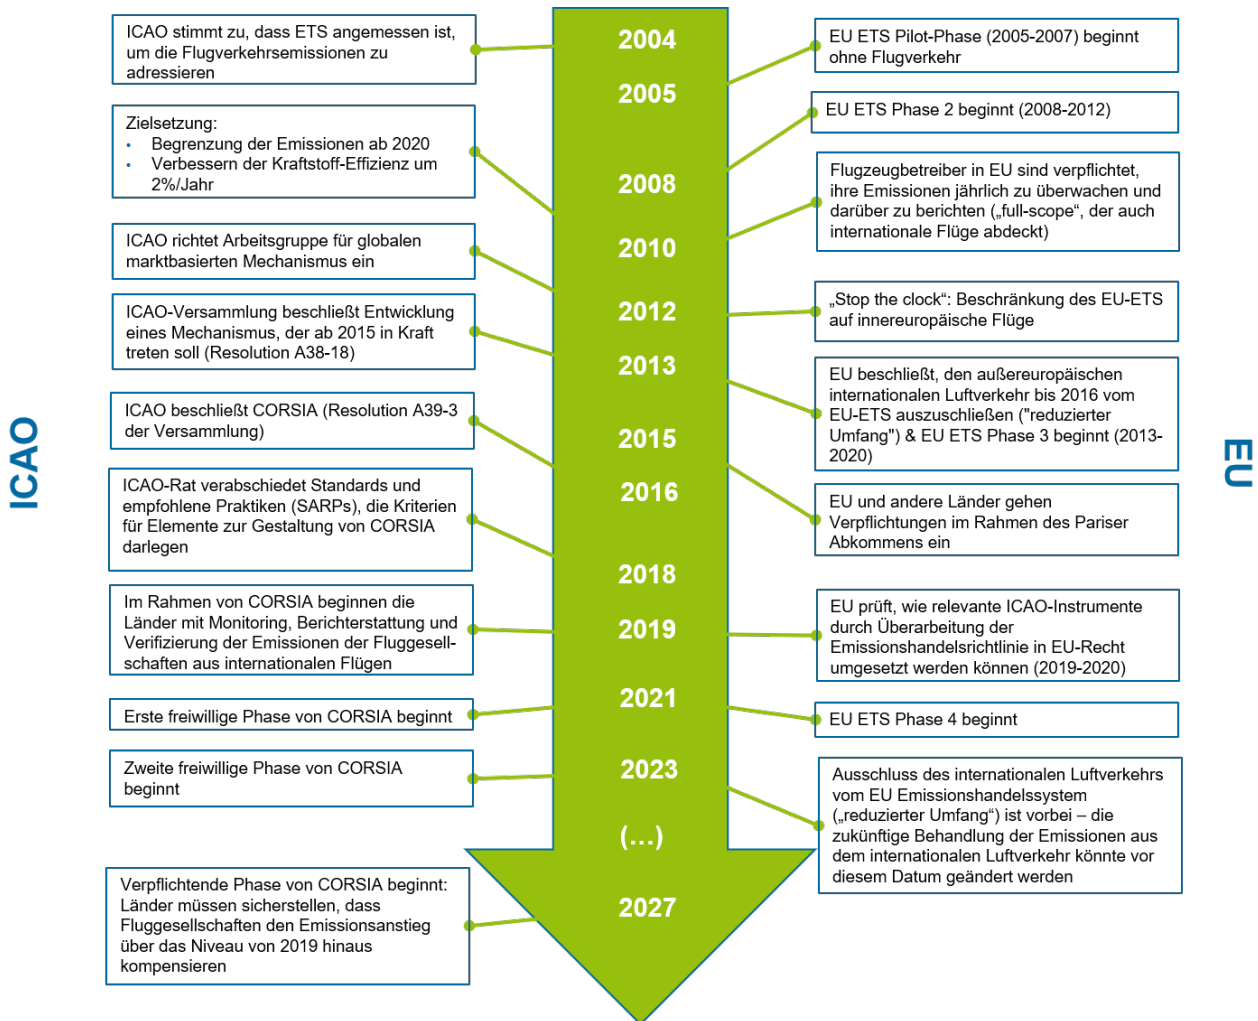 ICAO
ICAO stimmt zu, dass ETS angemessen ist,
um die Flugverkehrsemissionen zu
adressieren
Zielsetzung:
• Begrenzung der Emissionen ab 2020
• Verbessern der Kraftstoff-Effizienz um
2%/Jahr
ICAO richtet Arbeitsgruppe für globalen
marktbasierten Mechanismus ein
ICAO-Versammlung beschließt Entwicklung
eines Mechanismus, der ab 2015 in Kraft
treten soll (Resolution A38-18)
ICAO beschließt CORSIA (Resolution A39-3
der Versammlung)
ICAO-Rat verabschiedet Standards und
empfohlene Praktiken (SARPs), die Kriterien
für Elemente zur Gestaltung von CORSIA
darlegen
Im Rahmen von CORSIA beginnen die
Länder mit Monitoring, Berichterstattung und
Verifizierung der Emissionen der Fluggesell-
schaften aus internationalen Flügen
Erste freiwillige Phase von CORSIA beginnt
Zweite freiwillige Phase von CORSIA
beginnt
Verpflichtende Phase von CORSIA beginnt:
Länder müssen sicherstellen, dass
Fluggesellschaften den Emissionsanstieg
über das Niveau von 2019 hinaus
kompensieren
2004
2005
2008
2010
2012
2013
2015
2016
2018
2019
2021
2023
(...)
2027
EU ETS Pilot-Phase (2005-2007) beginnt
ohne Flugverkehr
EU ETS Phase 2 beginnt (2008-2012)
Flugzeugbetreiber in EU sind verpflichtet,
ihre Emissionen jährlich zu überwachen und
darüber zu berichten („full-scope“, der auch
internationale Flüge abdeckt)
„Stop the clock“: Beschränkung des EU-ETS
auf innereuropäische Flüge
EU beschließt, den außereuropäischen
internationalen Luftverkehr bis 2016 vom
EU-ETS auszuschließen ("reduzierter
Umfang") & EU ETS Phase 3 beginnt (2013-
2020)
EU und andere Länder gehen
Verpflichtungen im Rahmen des Pariser
Abkommens ein
EU prüft, wie relevante ICAO-Instrumente
durch Überarbeitung der
Emissionshandelsrichtlinie in EU-Recht
umgesetzt werden können (2019-2020)
EU ETS Phase 4 beginnt
Ausschluss des internationalen Luftverkehrs
vom EU Emissionshandelssystem
(„reduzierter Umfang“) ist vorbei – die
zukünftige Behandlung der Emissionen aus
dem internationalen Luftverkehr könnte vor
diesem Datum geändert werden
EU